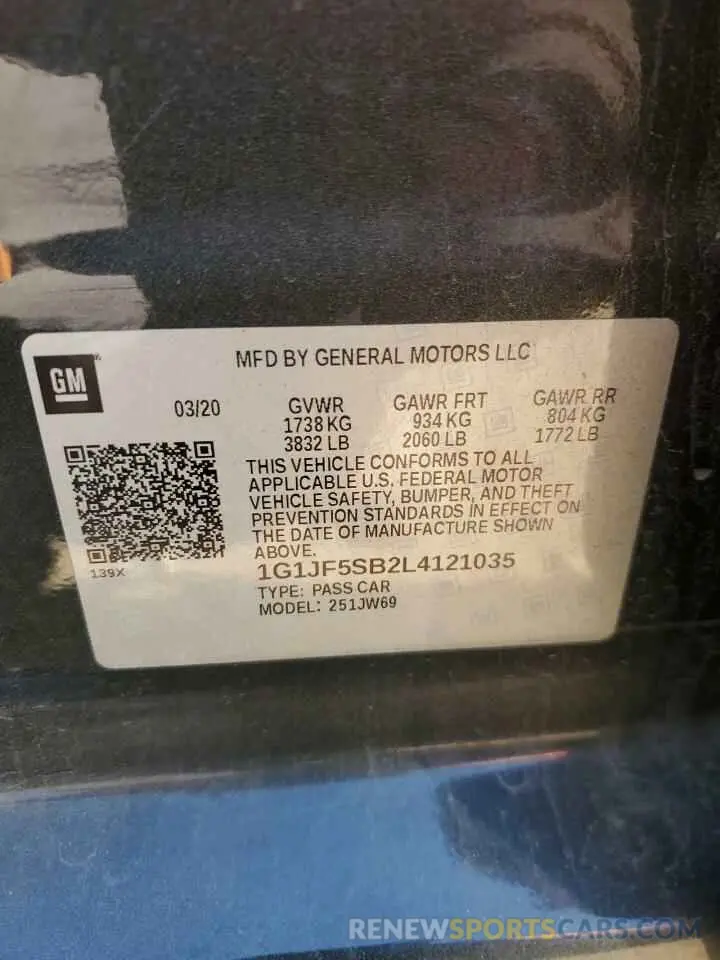 MFD BY GENERAL MOTORS LLC
GM
03/20
GVWR
1738 KG
3832 LB
GAWR FRT
934 KG
2060 LB
GAWR RR
804 KG
1772 LB
THIS VEHICLE CONFORMS TO ALL
APPLICABLE U.S. FEDERAL MOTOR
VEHICLE SAFETY, BUMPER, AND THEFT
PREVENTION STANDARDS IN EFFECT ON
THE DATE OF MANUFACTURE SHOWN
ABOVE.
139X
1G1JF5SB2L4121035
TYPE: PASS CAR
MODEL: 251JW69
RENEWSPORTSCARS.COM